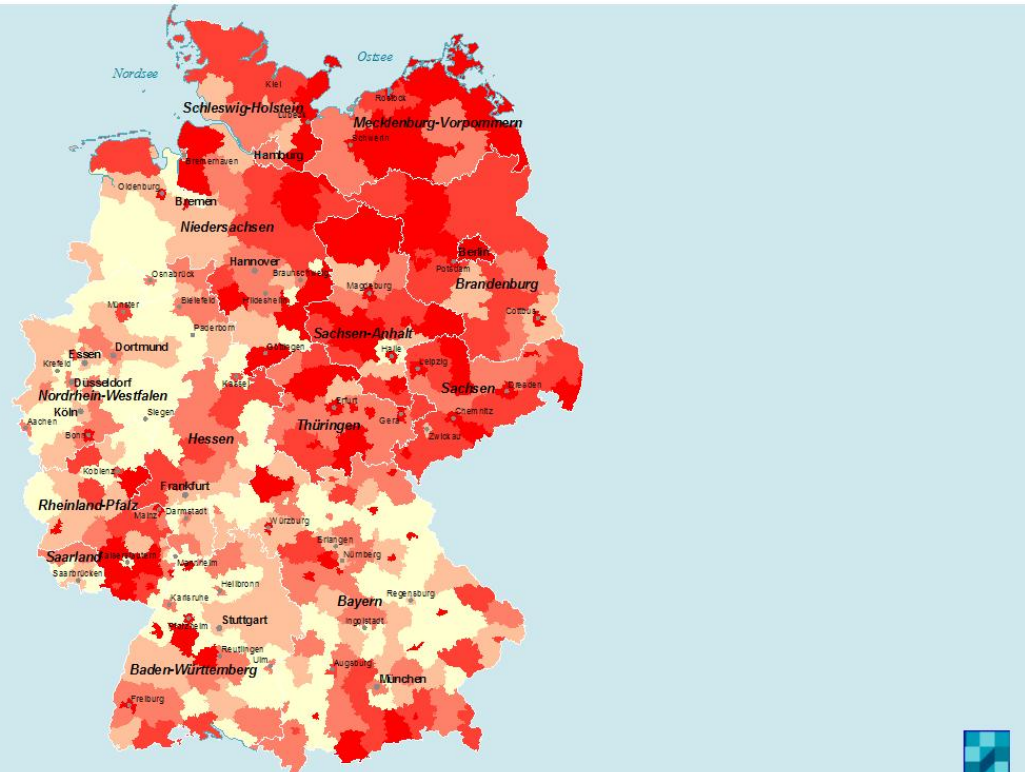 Ostsee
Nordsee
Kiel
Rostock
Schleswig-Holstein
Lübeck
Mecklenburg-Vorpommern
Schwerin
Hamburg
Bremerhaven
Oldenburg
Bremen
Niedersachsen
Berlin
Hannover
Potsdam
Osnabrück
Braunschweig
Brandenburg
Magdeburg
Münster
Bielefeld
Hildesheim
Cottbus
Paderborn
Sachsen-Anhalt
Dortmund
Göttingen
Halle
Essen
Krefeld
Leipzig
Düsseldorf
Kassel
Sachsen
Dresden
Nordrhein-Westfalen
Erfurt
Köln
Siegen
Gera
Chemnitz
Aachen
Thüringen
Zwickau
Bonn
Hessen
Koblenz
Frankfurt
Rheinland-Pfalz
Mainz
Darmstadt
Würzburg
Erlangen
Saarland
Kaiserslautern
Nürnberg
Mannheim
Saarbrücken
Heilbronn
Regensburg
Karlsruhe
Bayern
Stuttgart
Ingolstadt
Pforzheim
Reutlingen
Ulm
Augsburg
Baden-Württemberg
München
Freiburg